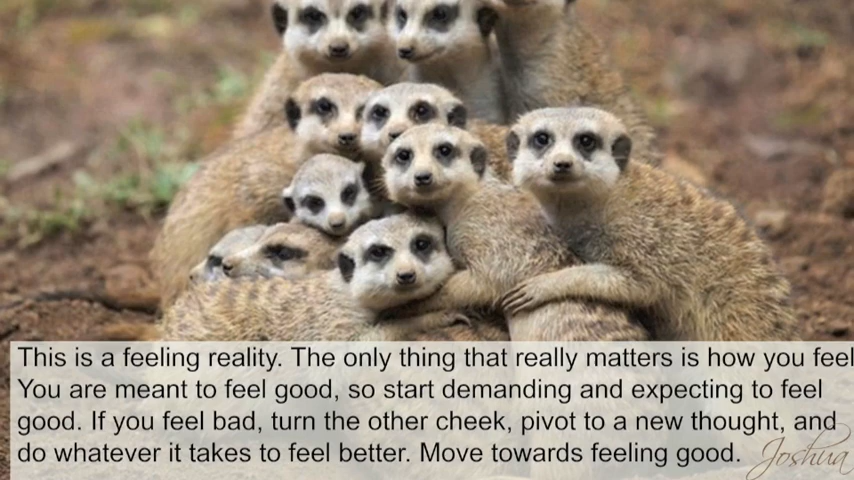 This is a feeling reality. The only thing that really matters is how you feel
You are meant to feel good, so start demanding and expecting to feel
good. If you feel bad, turn the other cheek, pivot to a new thought, and
do whatever it takes to feel better. Move towards feeling good.
Joshua